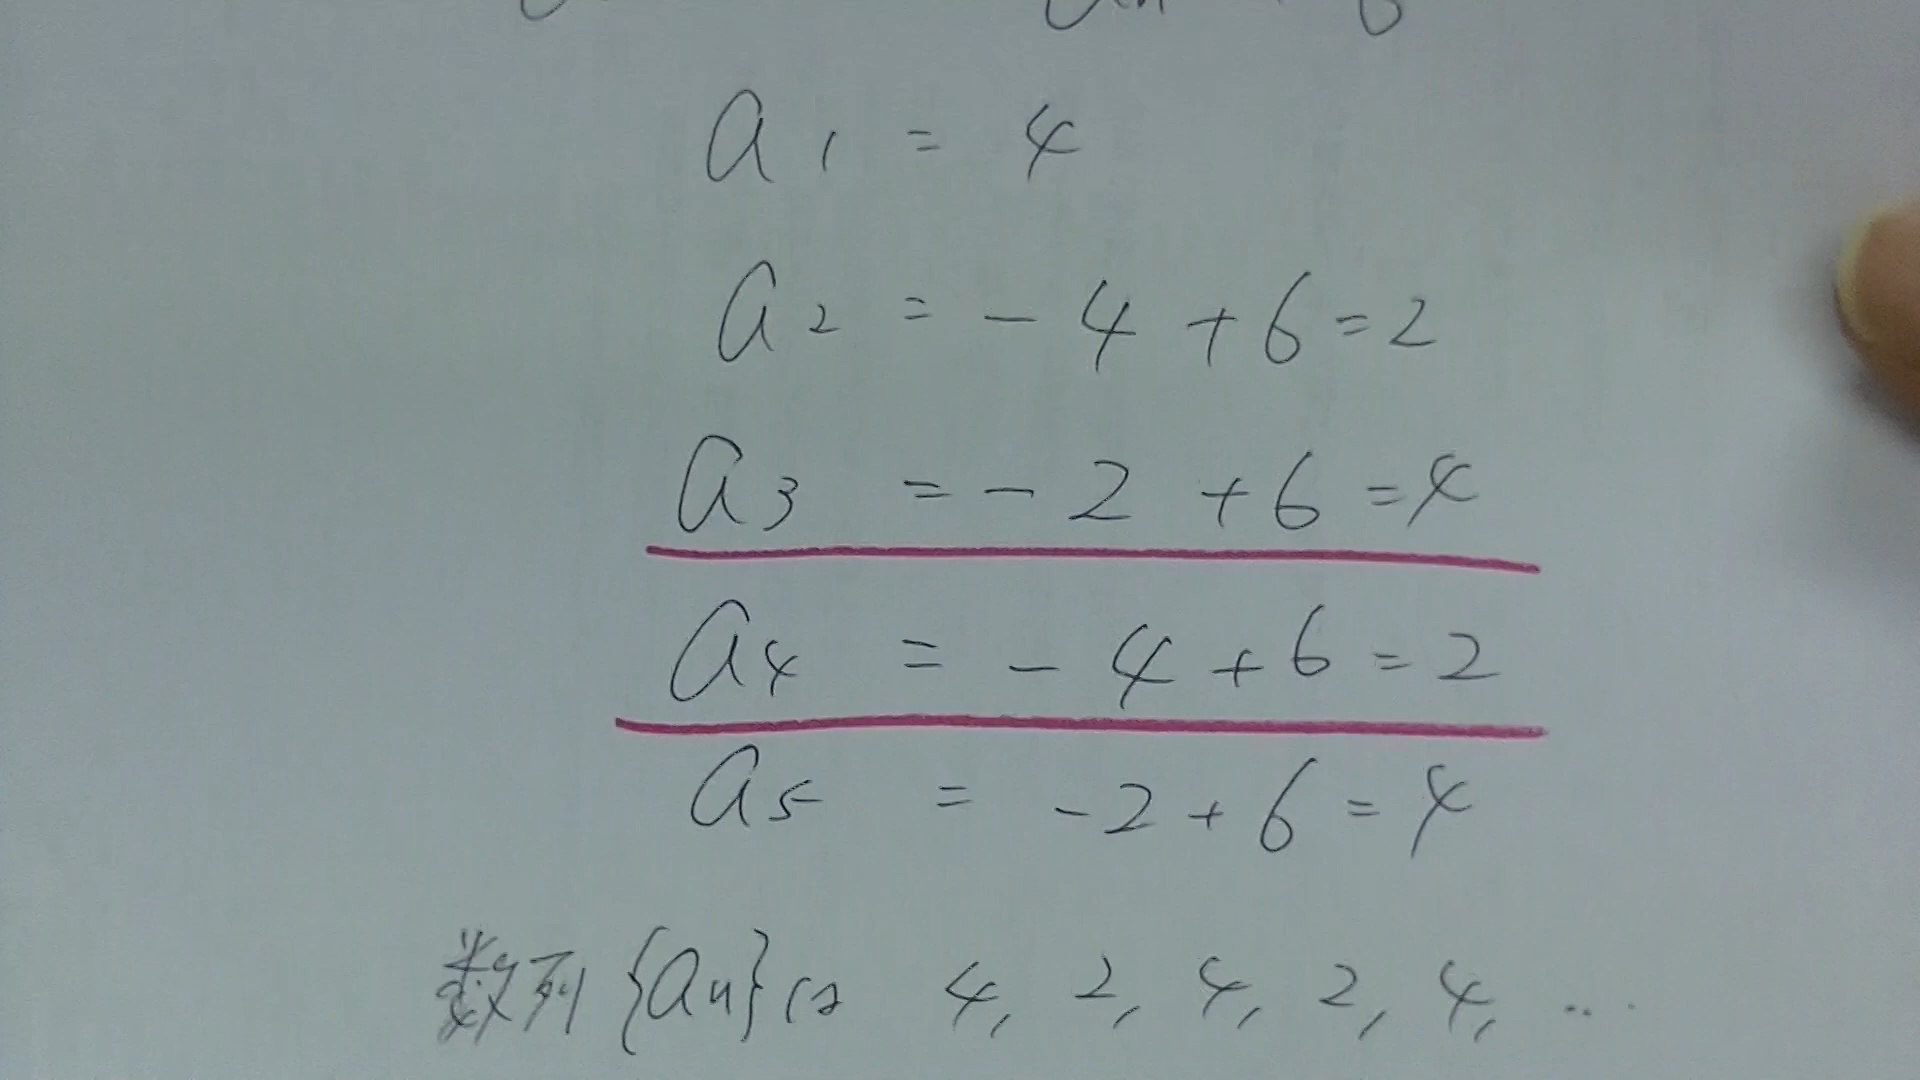 a₁ = 4
a₂ = - 4 + 6 = 2
a₃ = - 2 + 6 = 4
a₄ = - 4 + 6 = 2
a₅ = -2 + 6 = 4
数列 {an} は 4, 2, 4, 2, 4, ...